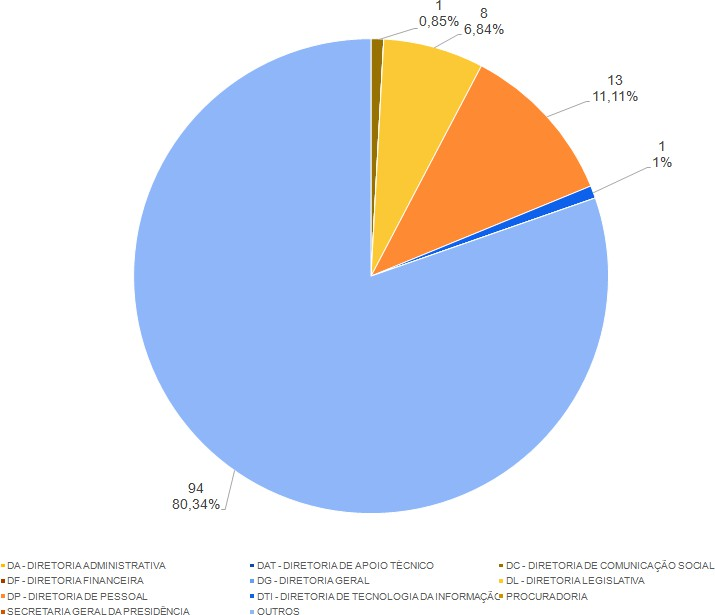 1
0,85%
8
6,84%
13
11,11%
1
1%
94
80,34%
DA - DIRETORIA ADMINISTRATIVA
DAT - DIRETORIA DE APOIO TÉCNICO
DC - DIRETORIA DE COMUNICAÇÃO SOCIAL
DF - DIRETORIA FINANCEIRA
DG - DIRETORIA GERAL
DL - DIRETORIA LEGISLATIVA
DP - DIRETORIA DE PESSOAL
DTI - DIRETORIA DE TECNOLOGIA DA INFORMAÇÃO
PROCURADORIA
SECRETARIA GERAL DA PRESIDÊNCIA
OUTROS